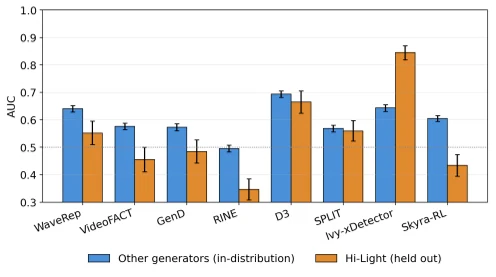 1.0
0.9
0.8
0.7
0.6
0.5
0.4
0.3
AUC
WaveRep
VideoFACT
GenD
RINE
D3
SPLIT
Ivy-xDetector
Skyra-RL
Other generators (in-distribution)
Hi-Light (held out)